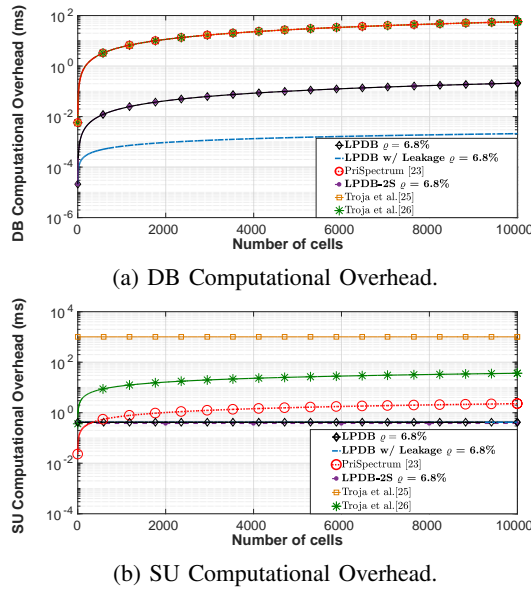 10^2
10^0
10^-2
10^-4
10^-6
DB Computational Overhead (ms)
LPDB ϱ = 6.8%
LPDB w/ Leakage ϱ = 6.8%
PriSpectrum [23]
LPDB-2S ϱ = 6.8%
Troja et al.[25]
Troja et al.[26]
0 2000 4000 6000 8000 10000
Number of cells
(a) DB Computational Overhead.
10^4
10^2
10^0
10^-2
10^-4
SU Computational Overhead (ms)
LPDB ϱ = 6.8%
LPDB w/ Leakage ϱ = 6.8%
PriSpectrum [23]
LPDB-2S ϱ = 6.8%
Troja et al.[25]
Troja et al.[26]
0 2000 4000 6000 8000 10000
Number of cells
(b) SU Computational Overhead.